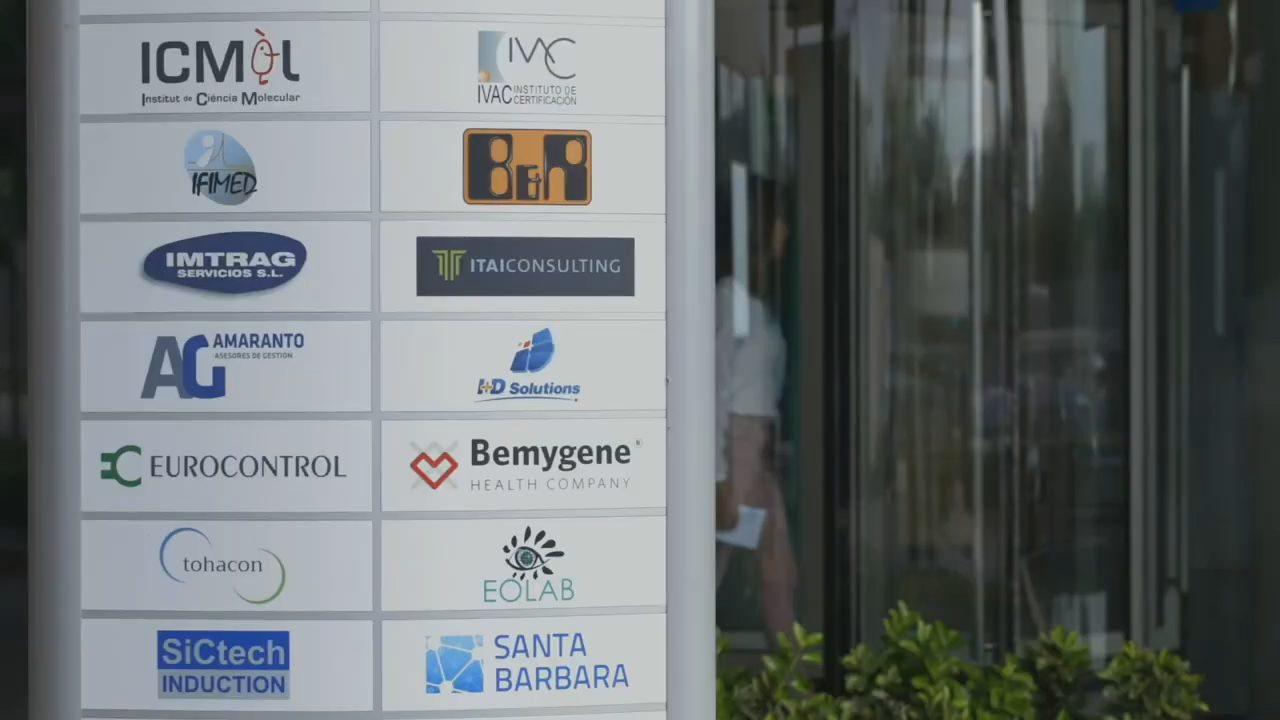 ICMOL
Institut de Ciència Molecular
IVAC
IVAC INSTITUTO DE
CERTIFICACIÓN
IFIMED
B&R
IMTRAG
SERVICIOS S.L.
ITAICONSULTING
AG AMARANTO
ASESORES DE GESTIÓN
I+D Solutions
EUROCONTROL
Bemygene®
HEALTH COMPANY
tohacon
EOLAB
SiCtech
INDUCTION
SANTA
BARBARA